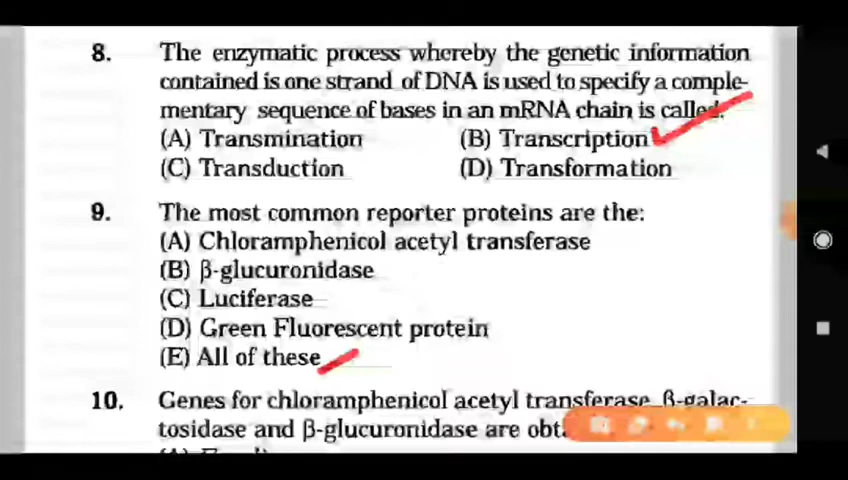 8. The enzymatic process whereby the genetic information
contained is one strand of DNA is used to specify a comple-
mentary sequence of bases in an mRNA chain is called:
(A) Transmination (B) Transcription
(C) Transduction (D) Transformation
9. The most common reporter proteins are the:
(A) Chloramphenicol acetyl transferase
(B) β-glucuronidase
(C) Luciferase
(D) Green Fluorescent protein
(E) All of these
10. Genes for chloramphenicol acetyl transferase, β-galac-
tosidase and β-glucuronidase are